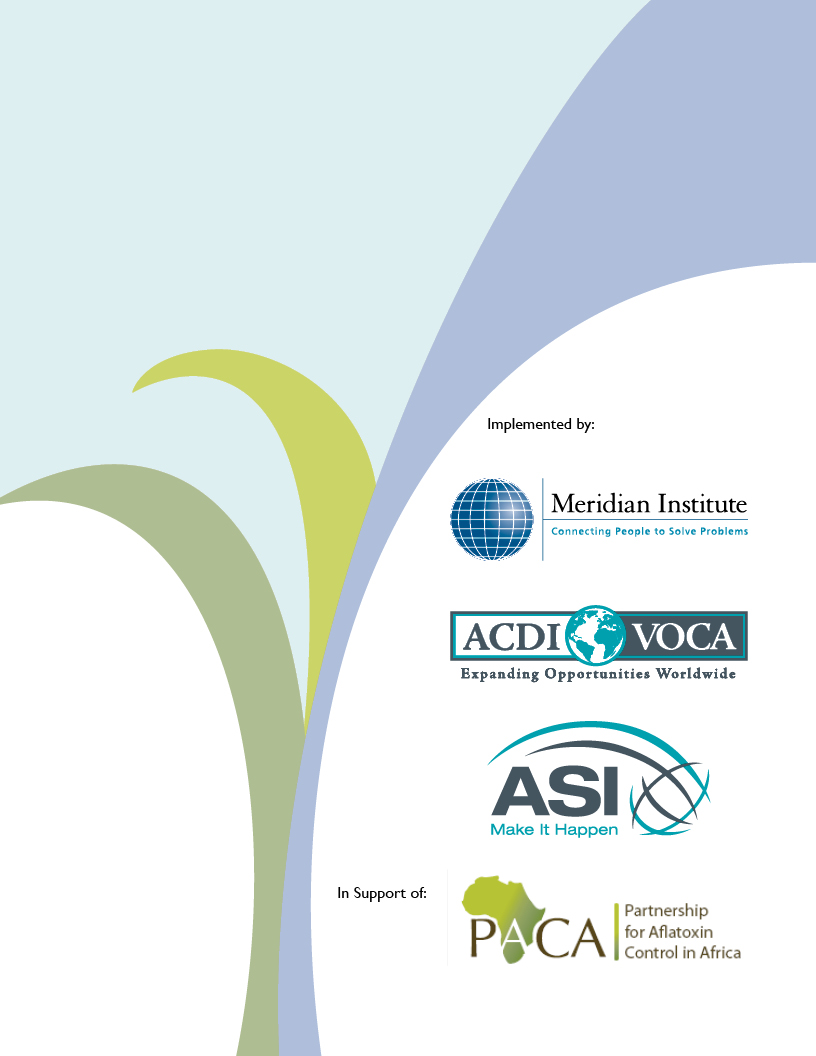 Implemented by:
Meridian Institute
Connecting People to Solve Problems
ACDI VOCA
Expanding Opportunities Worldwide
ASI
Make It Happen
In Support of:
PACA
Partnership
for Aflatoxin
Control in Africa